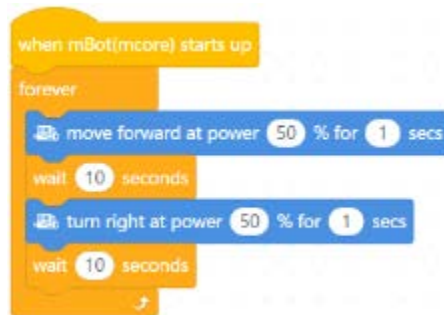 when mBot(mcore) starts up
forever
move forward at power 50 % for 1 secs
wait 10 seconds
turn right at power 50 % for 1 secs
wait 10 seconds